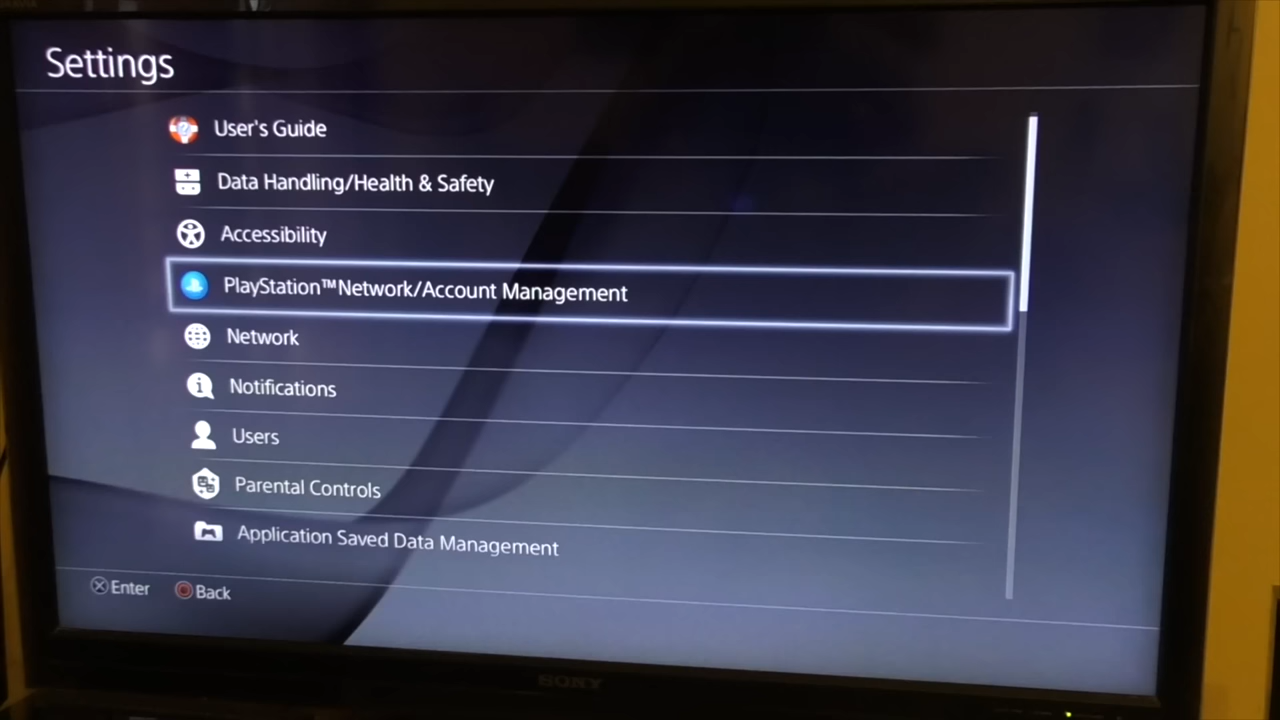 Settings
User's Guide
Data Handling/Health & Safety
Accessibility
PlayStation™Network/Account Management
Network
Notifications
Users
Parental Controls
Application Saved Data Management
Enter
Back
SONY